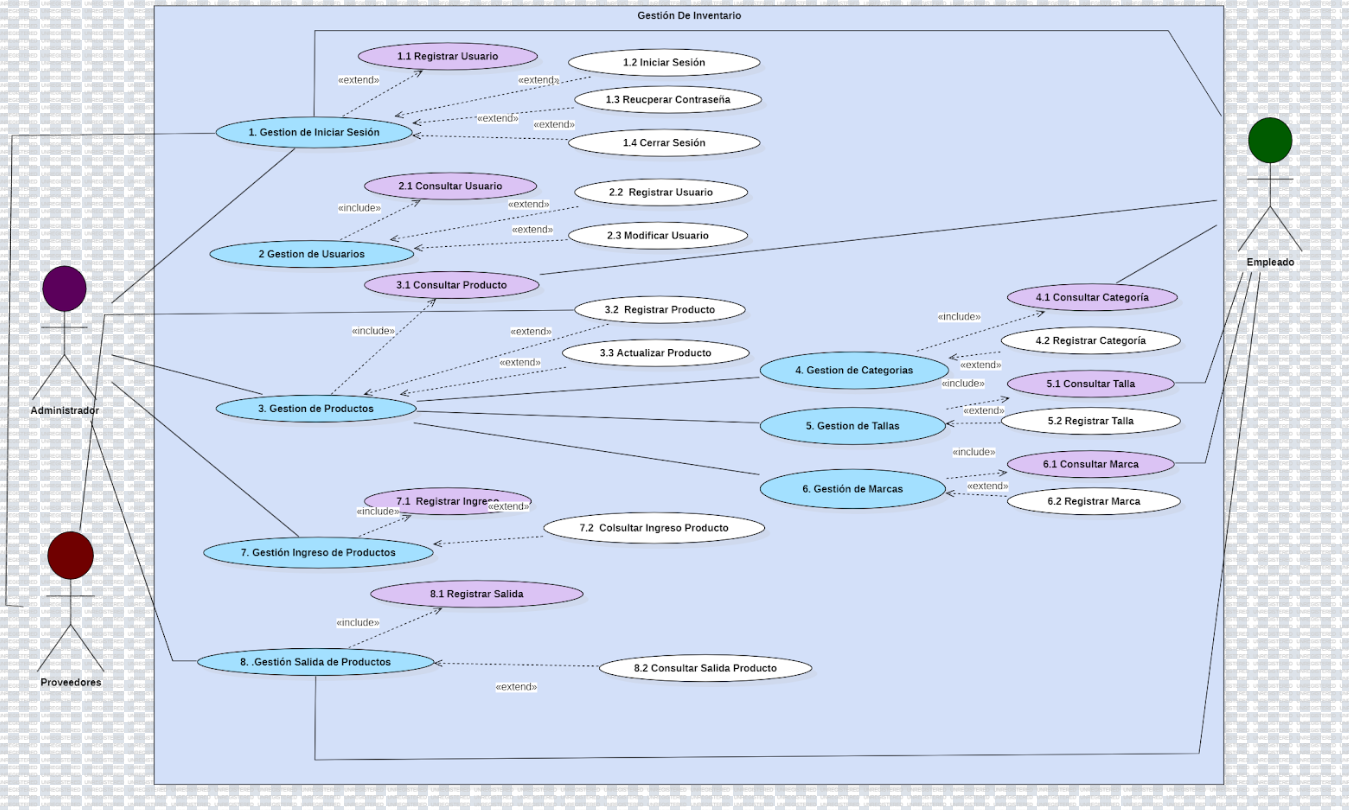 Gestión De Inventario
1.1 Registrar Usuario
«extend»
1.2 Iniciar Sesión
«extend»
1.3 Reucperar Contraseña
«extend»
1. Gestion de Iniciar Sesión
«extend»
1.4 Cerrar Sesión
2.1 Consultar Usuario
«include»
2.2 Registrar Usuario
«extend»
2.3 Modificar Usuario
«extend»
2 Gestion de Usuarios
Empleado
3.1 Consultar Producto
«include»
3.2 Registrar Producto
«extend»
3.3 Actualizar Producto
«extend»
4.1 Consultar Categoría
«include»
4.2 Registrar Categoría
«extend»
4. Gestion de Categorias
«include»
5.1 Consultar Talla
Administrador
3. Gestion de Productos
«extend»
5.2 Registrar Talla
5. Gestion de Tallas
«include»
6.1 Consultar Marca
«extend»
6. Gestión de Marcas
6.2 Registrar Marca
7.1 Registrar Ingreso
«include»
«extend»
7.2 Colsultar Ingreso Producto
7. Gestión Ingreso de Productos
8.1 Registrar Salida
«include»
8. .Gestión Salida de Productos
8.2 Consultar Salida Producto
«extend»
Proveedores